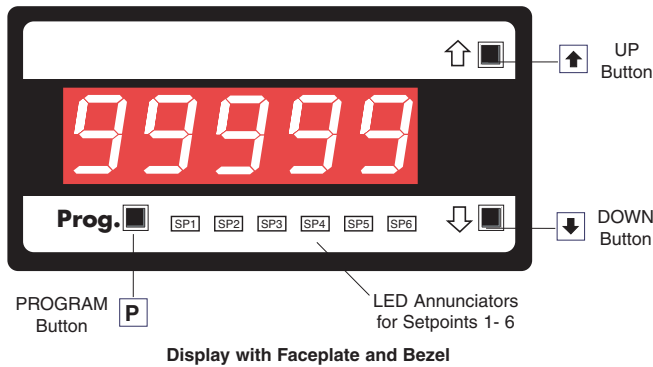 UP
Button
99999
Prog.
SP1 SP2 SP3 SP4 SP5 SP6
DOWN
Button
PROGRAM
Button
P
LED Annunciators
for Setpoints 1- 6
Display with Faceplate and Bezel